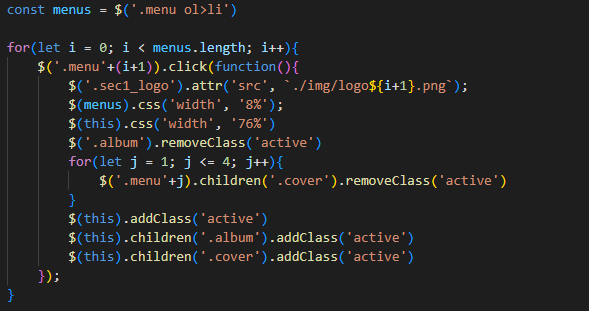 const menus = $('.menu ol>li')
for(let i = 0; i < menus.length; i++){
$('.menu'+(i+1)).click(function(){
$('.sec1_logo').attr('src', `./img/logo${i+1}.png`);
$(menus).css('width', '8%');
$(this).css('width', '76%')
$('.album').removeClass('active')
for(let j = 1; j <= 4; j++){
$('.menu'+j).children('.cover').removeClass('active')
}
$(this).addClass('active')
$(this).children('.album').addClass('active')
$(this).children('.cover').addClass('active')
});
}